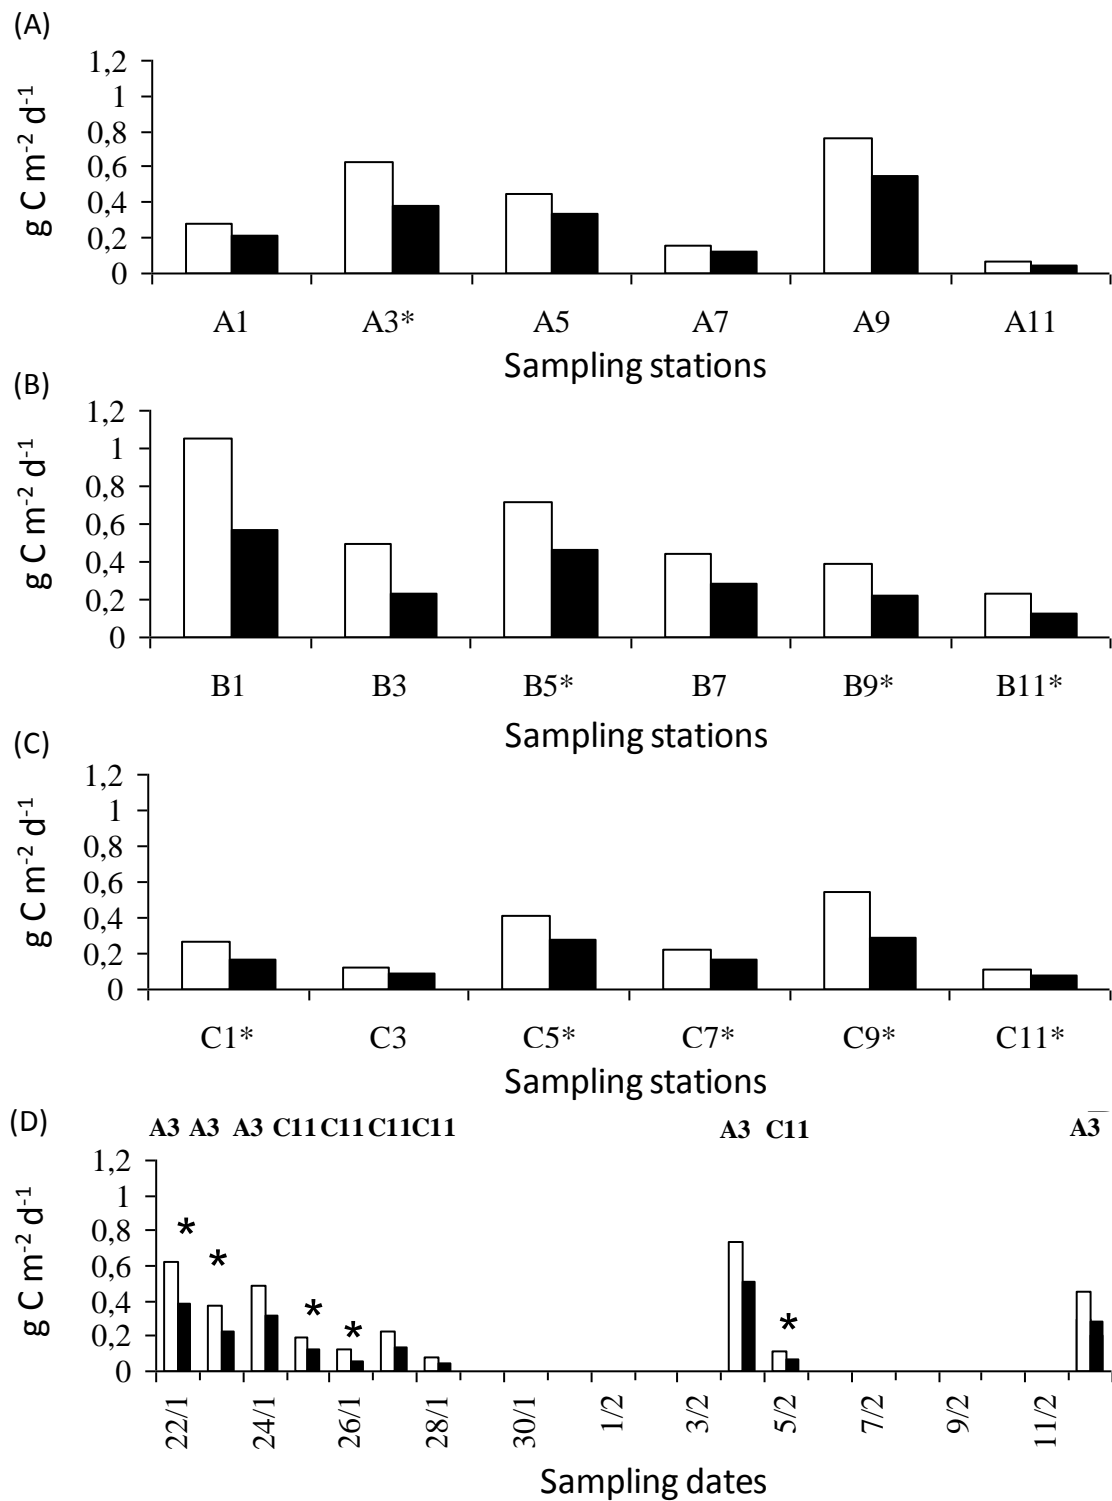 (A)
1,2
1
0,8
0,6
0,4
0,2
0
g C m-2 d-1
A1 A3* A5 A7 A9 A11
Sampling stations
(B)
1,2
1
0,8
0,6
0,4
0,2
0
g C m-2 d-1
B1 B3 B5* B7 B9* B11*
Sampling stations
(C)
1,2
1
0,8
0,6
0,4
0,2
0
g C m-2 d-1
C1* C3 C5* C7* C9* C11*
Sampling stations
(D)
A3 A3 A3 C11 C11 C11 C11 A3 C11 A3
1,2
1
0,8
0,6
0,4
0,2
0
g C m-2 d-1
* * * * *
22/1 24/1 26/1 28/1 30/1 1/2 3/2 5/2 7/2 9/2 11/2
Sampling dates